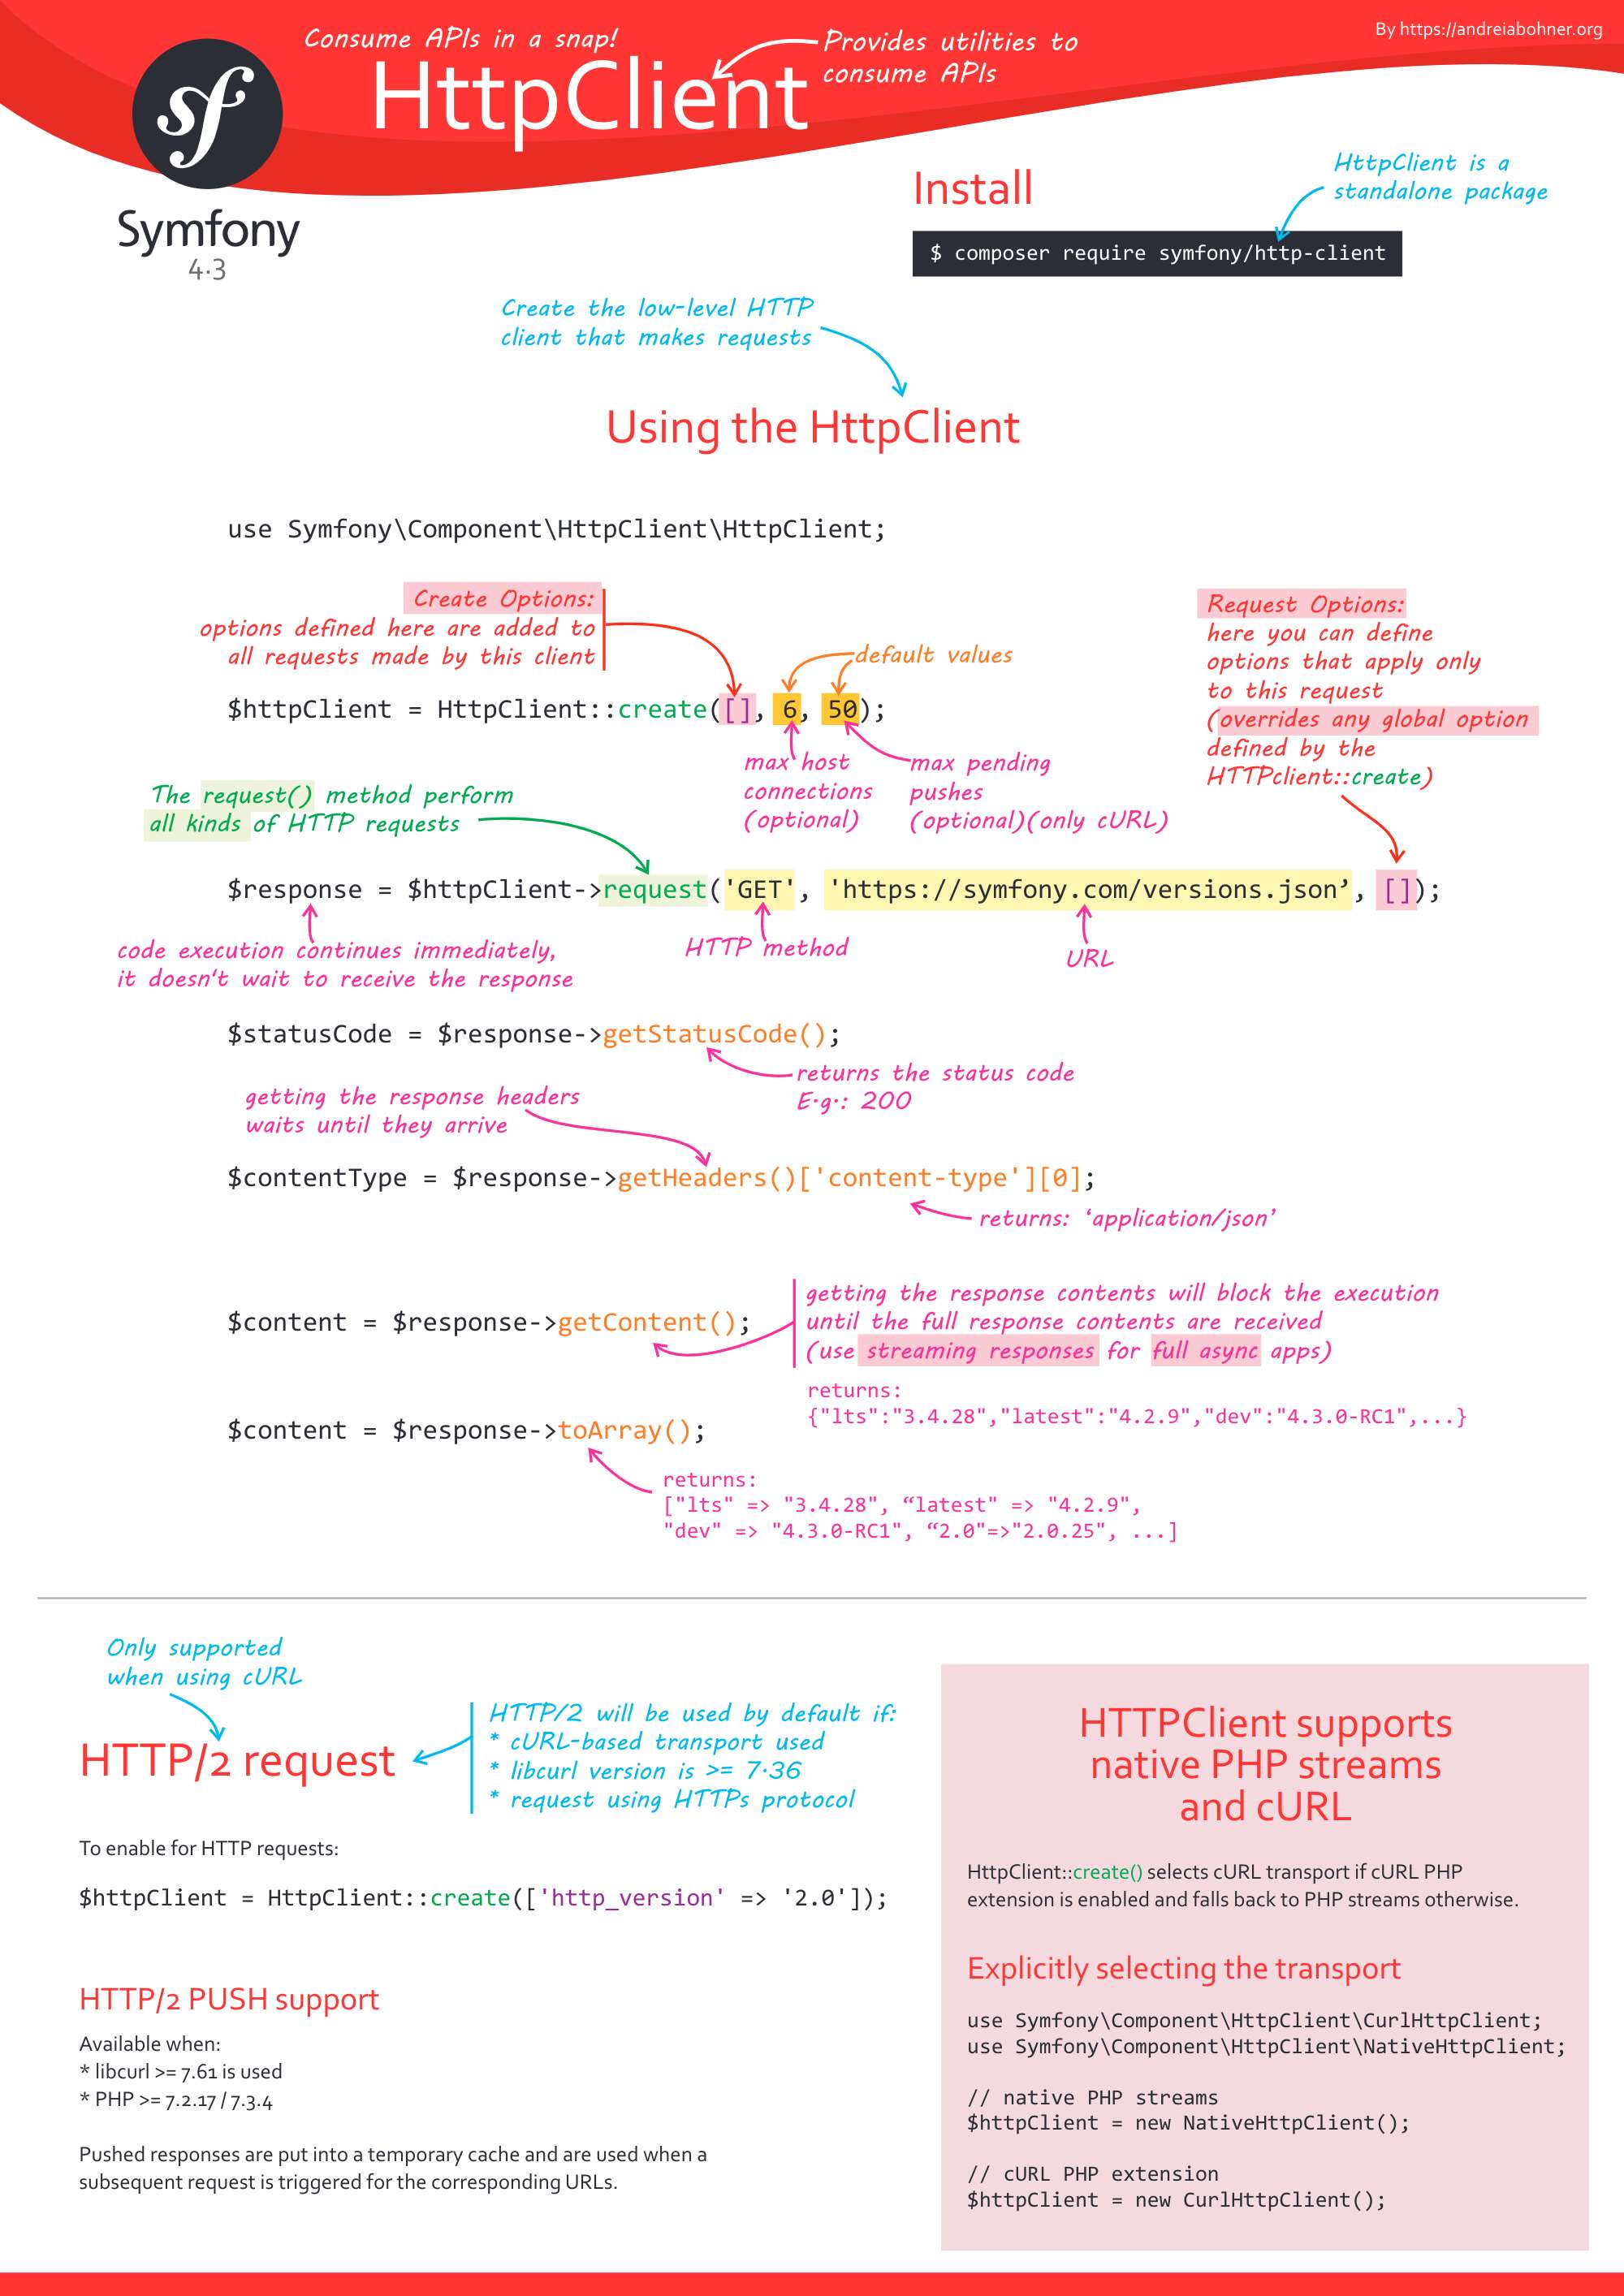 By https://andreiabohner.org
Consume APIs in a snap!
HttpClient
Provides utilities to
consume APIs
sf
Symfony
4.3
Install
HttpClient is a
standalone package
$ composer require symfony/http-client
Create the low-level HTTP
client that makes requests
Using the HttpClient
use Symfony\Component\HttpClient\HttpClient;
Create Options:
options defined here are added to
all requests made by this client
default values
$httpClient = HttpClient::create([], 6, 50);
max host
connections
(optional)
max pending
pushes
(optional)(only cURL)
Request Options:
here you can define
options that apply only
to this request
(overrides any global option
defined by the
HTTPclient::create)
The request() method perform
all kinds of HTTP requests
$response = $httpClient->request('GET', 'https://symfony.com/versions.json’, []);
code execution continues immediately,
it doesn't wait to receive the response
HTTP method
URL
$statusCode = $response->getStatusCode();
returns the status code
E.g.: 200
getting the response headers
waits until they arrive
$contentType = $response->getHeaders()['content-type'][0];
returns: ‘application/json’
$content = $response->getContent();
getting the response contents will block the execution
until the full response contents are received
(use streaming responses for full async apps)
returns:
{"lts":"3.4.28","latest":"4.2.9","dev":"4.3.0-RC1",...}
$content = $response->toArray();
returns:
["lts" => "3.4.28", “latest" => "4.2.9",
"dev" => "4.3.0-RC1", “2.0"=>"2.0.25", ...]
Only supported
when using cURL
HTTP/2 request
HTTP/2 will be used by default if:
* cURL-based transport used
* libcurl version is >= 7.36
* request using HTTPs protocol
To enable for HTTP requests:
$httpClient = HttpClient::create(['http_version' => '2.0']);
HTTP/2 PUSH support
Available when:
* libcurl >= 7.61 is used
* PHP >= 7.2.17 / 7.3.4
Pushed responses are put into a temporary cache and are used when a
subsequent request is triggered for the corresponding URLs.
HTTPClient supports
native PHP streams
and cURL
HttpClient::create() selects cURL transport if cURL PHP
extension is enabled and falls back to PHP streams otherwise.
Explicitly selecting the transport
use Symfony\Component\HttpClient\CurlHttpClient;
use Symfony\Component\HttpClient\NativeHttpClient;
// native PHP streams
$httpClient = new NativeHttpClient();
// cURL PHP extension
$httpClient = new CurlHttpClient();